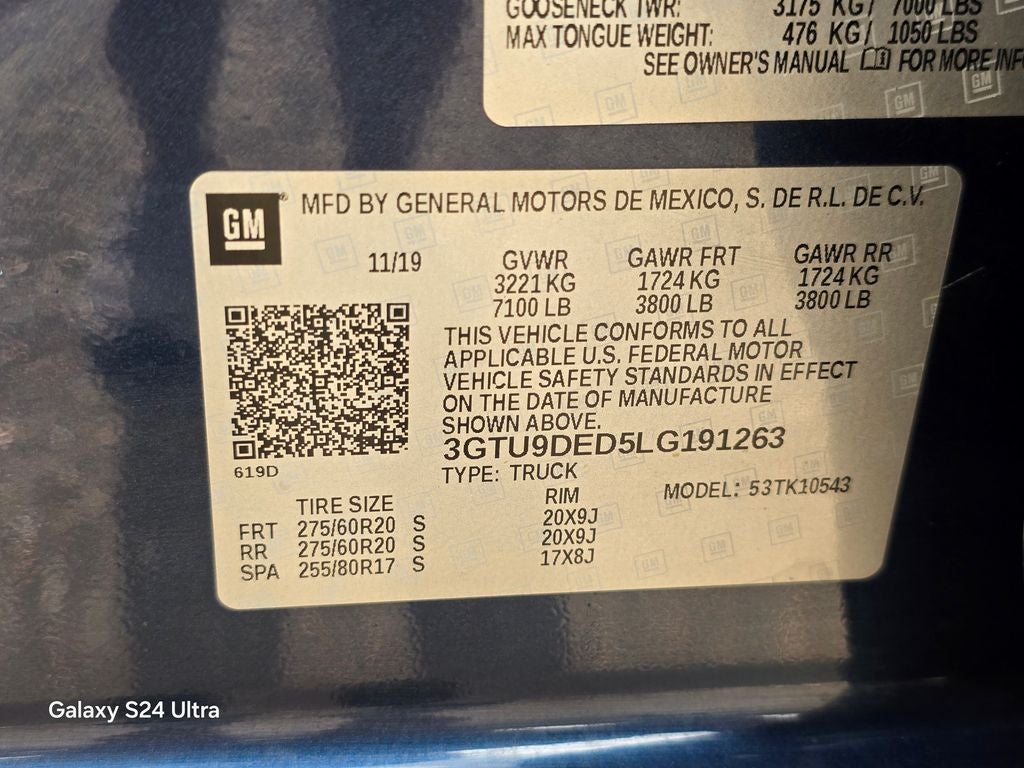 GOOSENECK TWR: 3175 KG / 7000 LBS
MAX TONGUE WEIGHT: 476 KG / 1050 LBS
SEE OWNER'S MANUAL FOR MORE INF
GM ® MFD BY GENERAL MOTORS DE MEXICO, S. DE R.L. DE C.V.
11/19 GVWR GAWR FRT GAWR RR
3221 KG 1724 KG 1724 KG
7100 LB 3800 LB 3800 LB
THIS VEHICLE CONFORMS TO ALL
APPLICABLE U.S. FEDERAL MOTOR
VEHICLE SAFETY STANDARDS IN EFFECT
ON THE DATE OF MANUFACTURE
SHOWN ABOVE.
3GTU9DED5LG191263
619D
TYPE: TRUCK
MODEL: 53TK10543
TIRE SIZE RIM
FRT 275/60R20 S 20X9J
RR 275/60R20 S 20X9J
SPA 255/80R17 S 17X8J
Galaxy S24 Ultra